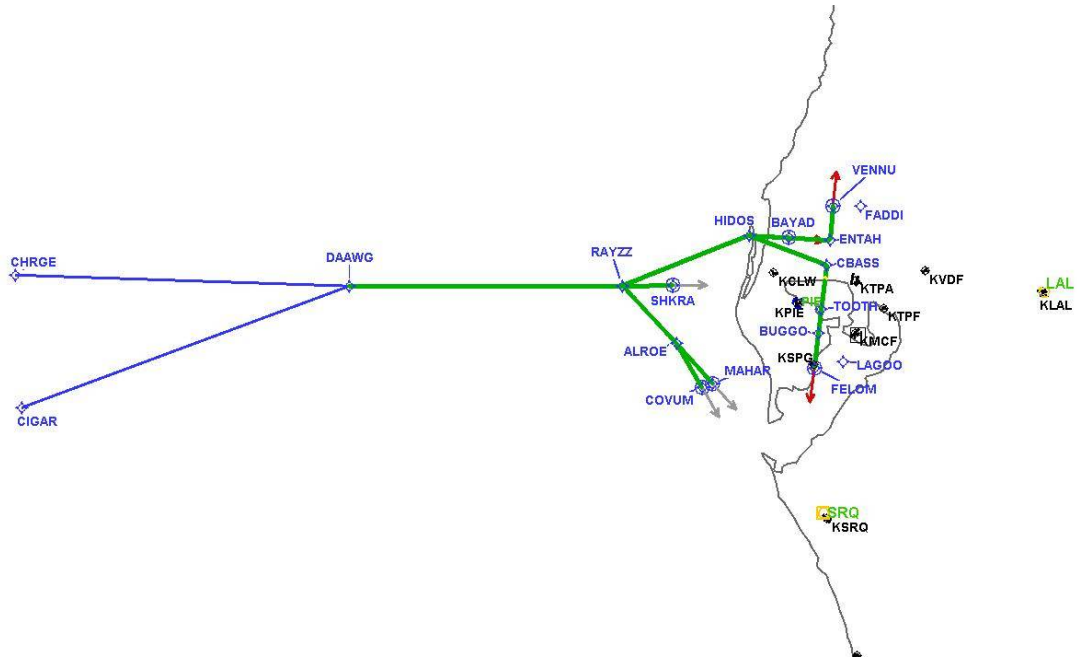 VENNU
FADDI
HIDOS
BAYAD
ENTAH
RAYZZ
DAAWG
CHRGE
CBASS
KCLW
KTPA
KVDF
SHKRA
LAL
KLAL
PIE
KPIE
TOOTH
KTPF
BUGGO
KMCF
ALROE
KSPG
LAGOO
MAHAR
COVUM
FELOM
CIGAR
SRQ
KSRQ